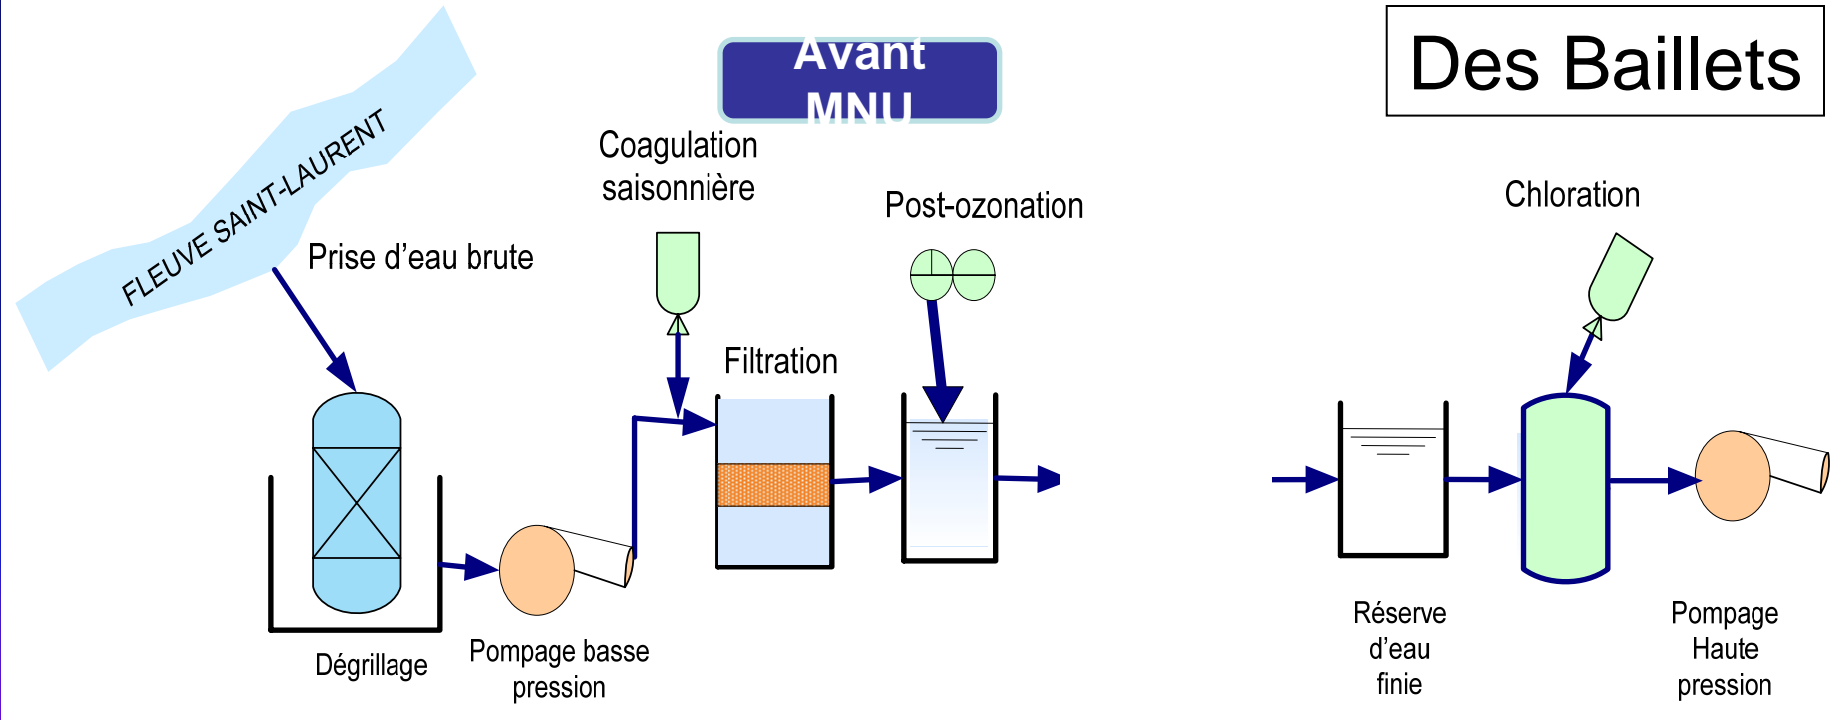 Avant
MNU
Des Baillets
FLEUVE SAINT-LAURENT
Prise d’eau brute
Coagulation
saisonnière
Post-ozonation
Chloration
Filtration
Dégrillage
Pompage basse
pression
Réserve
d’eau
finie
Pompage
Haute
pression